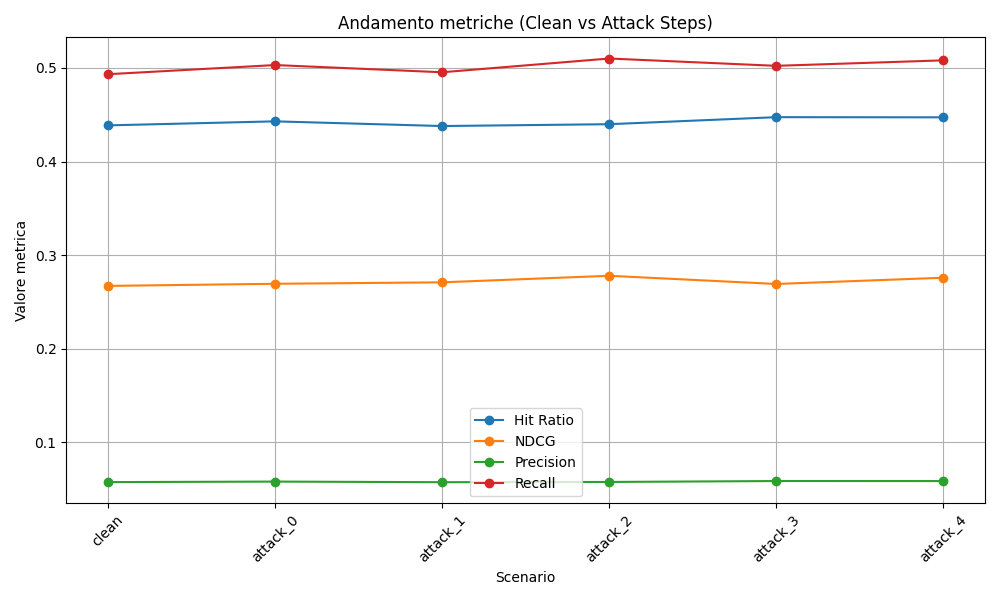 Andamento metriche (Clean vs Attack Steps)
Valore metrica
0.5
0.4
0.3
0.2
0.1
Hit Ratio
NDCG
Precision
Recall
clean
attack_0
attack_1
attack_2
attack_3
attack_4
Scenario